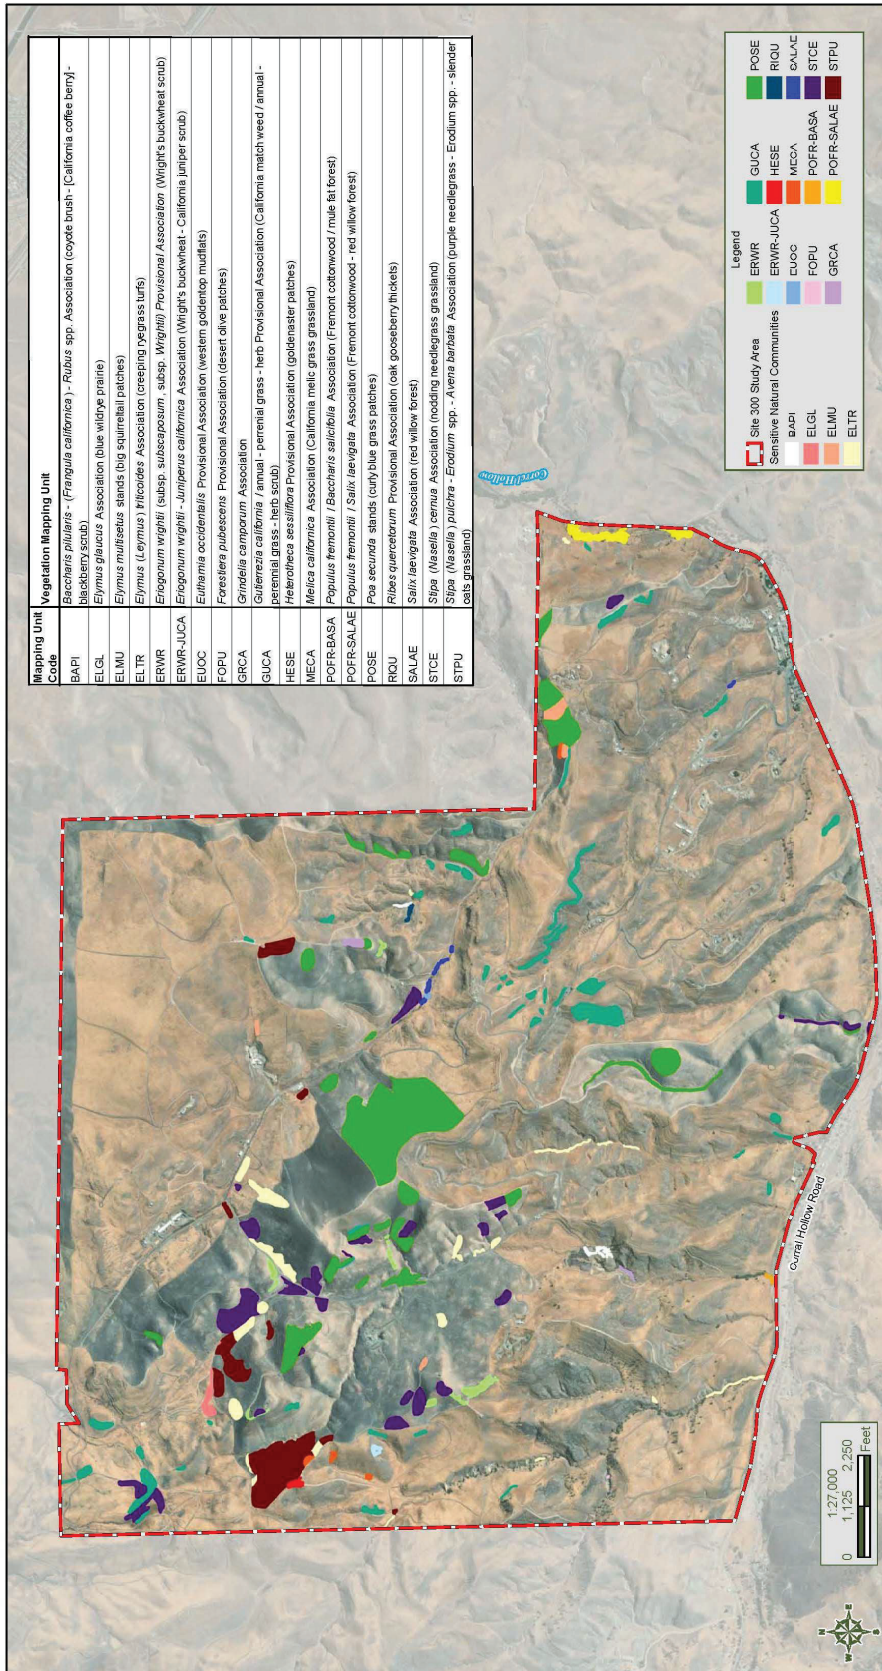 Mapping Unit Code Vegetation Mapping Unit
BAPI Baccharis pilularis - (Frangula californica) - Rubus spp. Association (coyote brush - [California coffee berry] -
blackberry scrub)
ELGL Elymus glaucus Association (blue wildrye prairie)
ELMU Elymus multisetus stands (big squirreltail patches)
ELTR Elymus (Leymus) triticoides Association (creeping ryegrass turfs)
ERWR Eriogonum wrightii (subsp. subscaposum, subsp. Wrightii) Provisional Association (Wright's buckwheat scrub)
ERWR-JUCA Eriogonum wrightii - Juniperus californica Association (Wright's buckwheat - California juniper scrub)
EUOC Euthamia occidentalis Provisional Association (western goldentop mudflats)
FOPU Forestiera pubescens Provisional Association (desert olive patches)
GRCA Grindelia camporum Association
GUCA Gutierrezia california / annual - perrenial grass - herb Provisional Association (California match weed / annual -
perennial grass - herb scrub)
HESE Heterotheca sessiliflora Provisional Association (goldenaster patches)
MECA Melica californica Association (California melic grass grassland)
POFR-BASA Populus fremontii / Baccharis salicifolia Association (Fremont cottonwood / mule fat forest)
POFR-SALAE Populus fremontii / Salix laevigata Association (Fremont cottonwood - red willow forest)
POSE Poa secunda stands (curly blue grass patches)
RIQU Ribes quercetorum Provisional Association (oak gooseberry thickets)
SALAE Salix laevigata Association (red willow forest)
STCE Stipa (Nasella) cernua Association (nodding needlegrass grassland)
STPU Stipa (Nasella) pulchra - Erodium spp. - Avena barbata Association (purple needlegrass - Erodium spp. - slender
oats grassland)
Corral Hollow
Corral Hollow Road
Legend
Site 300 Study Area
Sensitive Natural Communities
BAPI
ELGL
ELMU
ELTR
ERWR
ERWR-JUCA
EUOC
FOPU
GRCA
GUCA
HESE
MECA
POFR-BASA
POFR-SALAE
POSE
RIQU
SALAE
STCE
STPU
1:27,000
0 1,125 2,250
Feet
N
W E
S